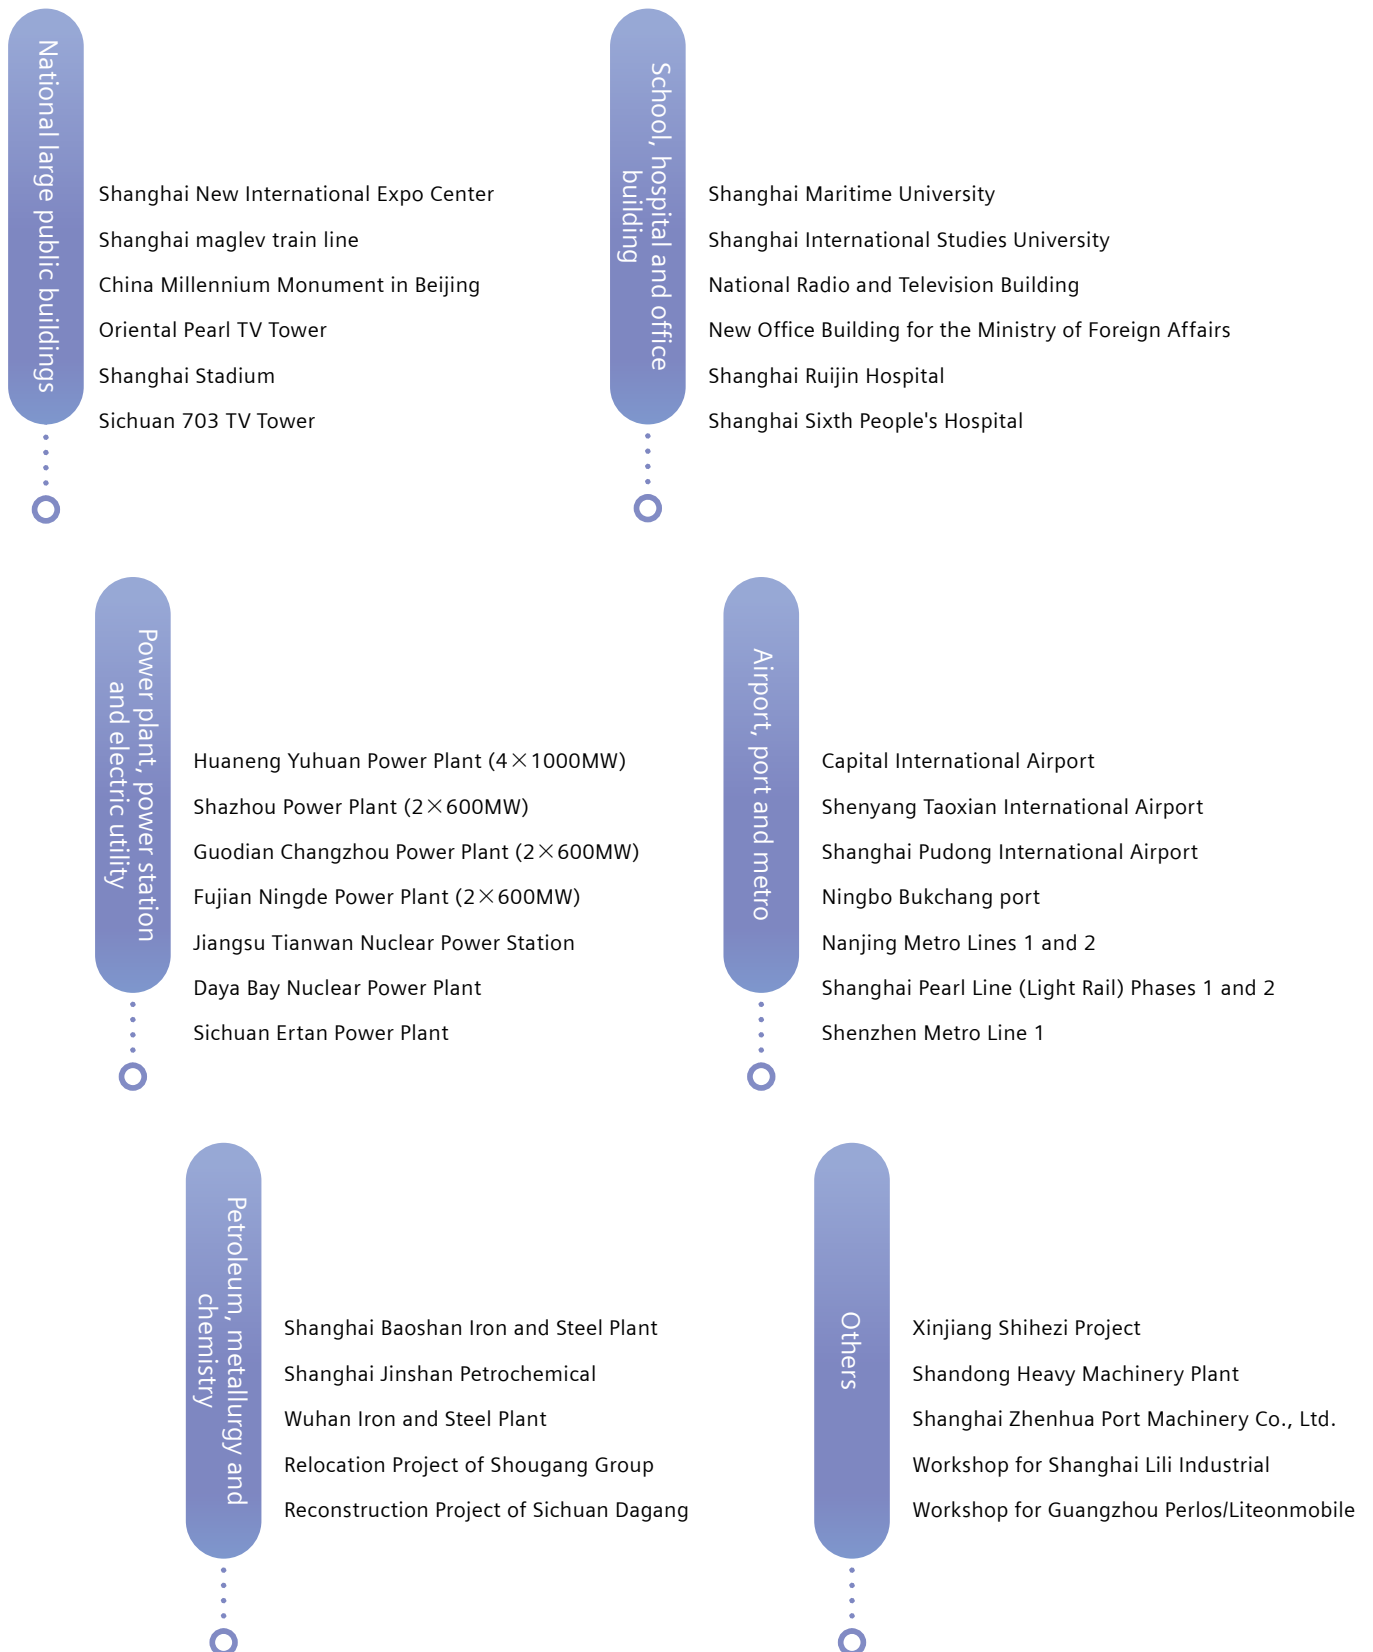 National large public buildings
Shanghai New International Expo Center
Shanghai maglev train line
China Millennium Monument in Beijing
Oriental Pearl TV Tower
Shanghai Stadium
Sichuan 703 TV Tower
School, hospital and office
building
Shanghai Maritime University
Shanghai International Studies University
National Radio and Television Building
New Office Building for the Ministry of Foreign Affairs
Shanghai Ruijin Hospital
Shanghai Sixth People's Hospital
Power plant, power station
and electric utility
Huaneng Yuhuan Power Plant (4×1000MW)
Shazhou Power Plant (2×600MW)
Guodian Changzhou Power Plant (2×600MW)
Fujian Ningde Power Plant (2×600MW)
Jiangsu Tianwan Nuclear Power Station
Daya Bay Nuclear Power Plant
Sichuan Ertan Power Plant
Airport, port and metro
Capital International Airport
Shenyang Taoxian International Airport
Shanghai Pudong International Airport
Ningbo Bukchang port
Nanjing Metro Lines 1 and 2
Shanghai Pearl Line (Light Rail) Phases 1 and 2
Shenzhen Metro Line 1
Petroleum, metallurgy and
chemistry
Shanghai Baoshan Iron and Steel Plant
Shanghai Jinshan Petrochemical
Wuhan Iron and Steel Plant
Relocation Project of Shougang Group
Reconstruction Project of Sichuan Dagang
Others
Xinjiang Shihezi Project
Shandong Heavy Machinery Plant
Shanghai Zhenhua Port Machinery Co., Ltd.
Workshop for Shanghai Lili Industrial
Workshop for Guangzhou Perlos/Liteonmobile